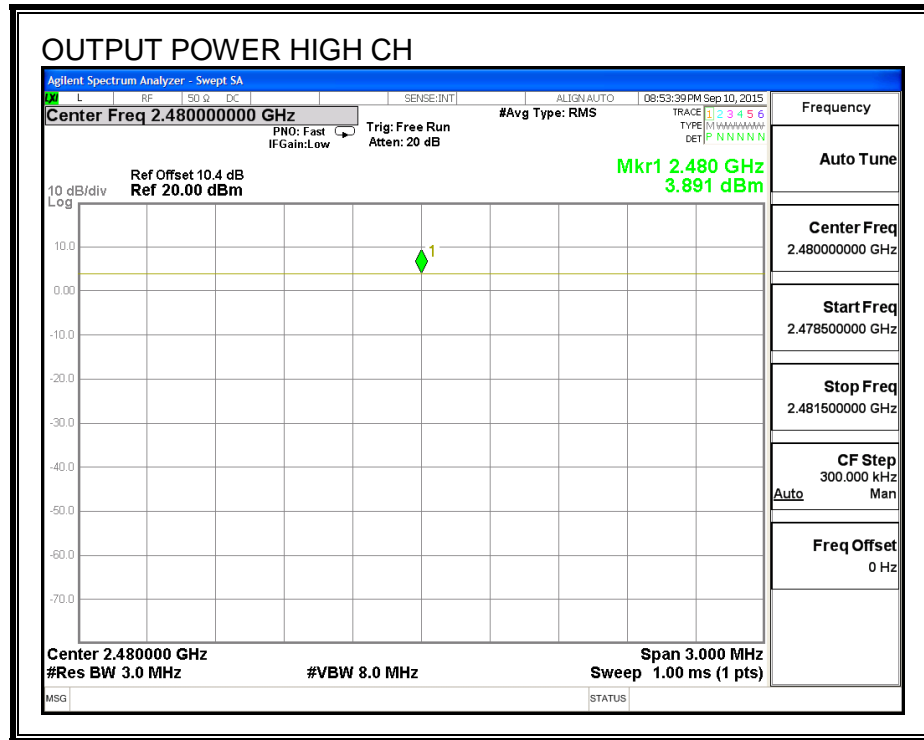 OUTPUT POWER HIGH CH
Agilent Spectrum Analyzer - Swept SA
LXI L RF 50 Ω DC SENSE:INT ALIGN AUTO 08:53:39 PM Sep 10, 2015
Center Freq 2.480000000 GHz #Avg Type: RMS TRACE 1 2 3 4 5 6
PNO: Fast Trig: Free Run TYPE M WWWWW
IFGain:Low Atten: 20 dB DET P N N N N N
Mkr1 2.480 GHz
3.891 dBm
Ref Offset 10.4 dB
10 dB/div Ref 20.00 dBm
Log
10.0
0.00
-10.0
-20.0
-30.0
-40.0
-50.0
-60.0
-70.0
1
Center 2.480000 GHz Span 3.000 MHz
#Res BW 3.0 MHz #VBW 8.0 MHz Sweep 1.00 ms (1 pts)
MSG STATUS
Frequency
Auto Tune
Center Freq
2.480000000 GHz
Start Freq
2.478500000 GHz
Stop Freq
2.481500000 GHz
CF Step
300.000 kHz
Auto Man
Freq Offset
0 Hz